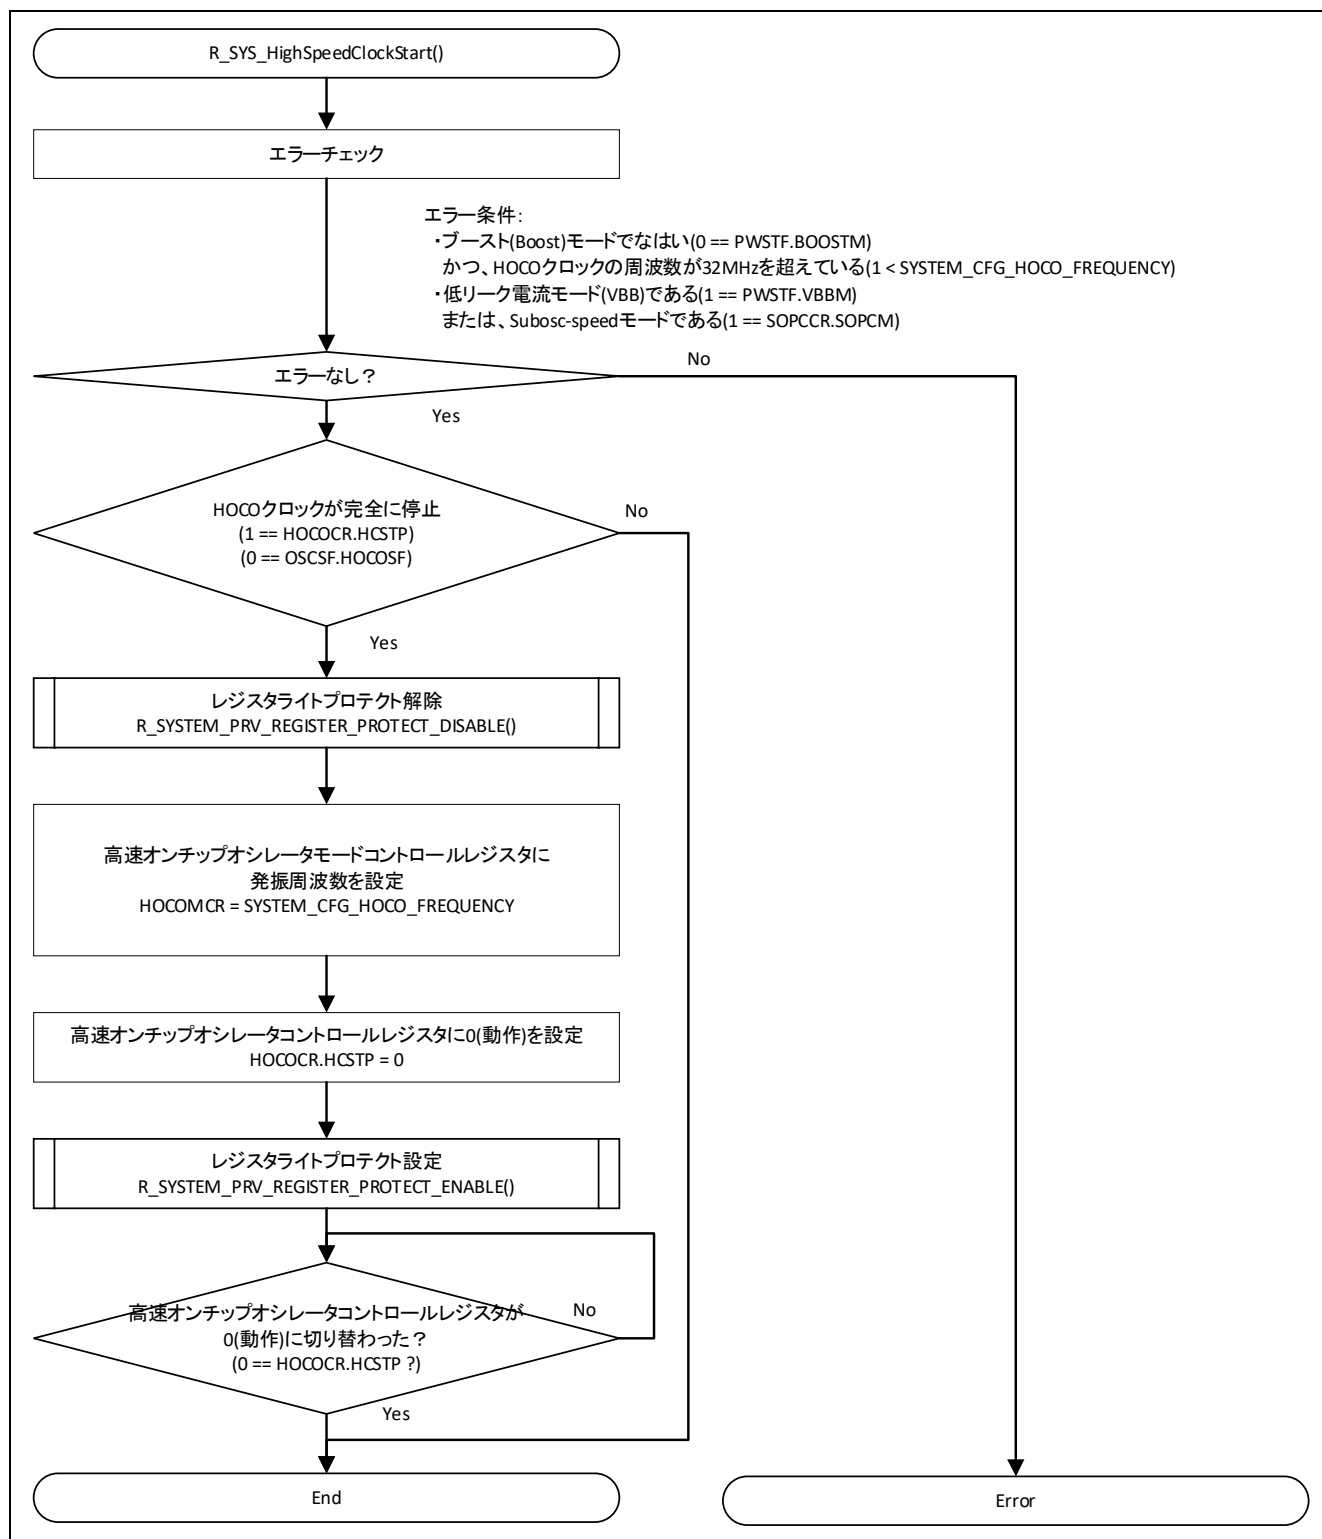 R_SYS_HighSpeedClockStart()
エラーチェック
エラー条件:
・ブースト(Boost)モードでなはい(0 == PWSTF.BOOSTM)
かつ、HOCOクロックの周波数が32MHzを超えている(1 < SYSTEM_CFG_HOCO_FREQUENCY)
・低リーク電流モード(VBB)である(1 == PWSTF.VBBM)
または、Subosc-speedモードである(1 == SOPCCR.SOPCM)
エラーなし?
No
Yes
HOCOクロックが完全に停止
(1 == HOCOCR.HCSTP)
(0 == OSCSF.HOCOSF)
No
Yes
レジスタライトプロテクト解除
R_SYSTEM_PRV_REGISTER_PROTECT_DISABLE()
高速オンチップオシレータモードコントロールレジスタに
発振周波数を設定
HOCOMCR = SYSTEM_CFG_HOCO_FREQUENCY
高速オンチップオシレータコントロールレジスタに0(動作)を設定
HOCOCR.HCSTP = 0
レジスタライトプロテクト設定
R_SYSTEM_PRV_REGISTER_PROTECT_ENABLE()
高速オンチップオシレータコントロールレジスタが
0(動作)に切り替わった?
(0 == HOCOCR.HCSTP ?)
No
Yes
End
Error